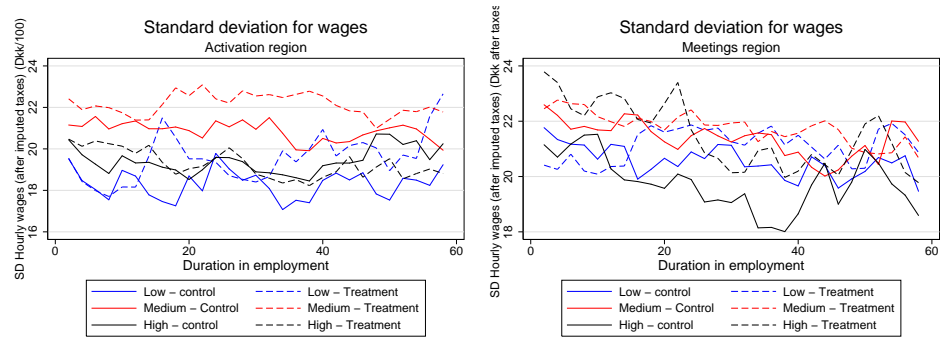 Standard deviation for wages
Activation region
SD Hourly wages (after imputed taxes) (Dkk/100)
24
22
20
18
16
0
20
40
60
Duration in employment
Low − control
Low − Treatment
Medium − Control
Medium − Treatment
High − control
High − Treatment
Standard deviation for wages
Meetings region
SD Hourly wages (after imputed taxes) (Dkk after taxes
24
22
20
18
0
20
40
60
Duration in employment
Low − control
Low − Treatment
Medium − Control
Medium − Treatment
High − control
High − Treatment